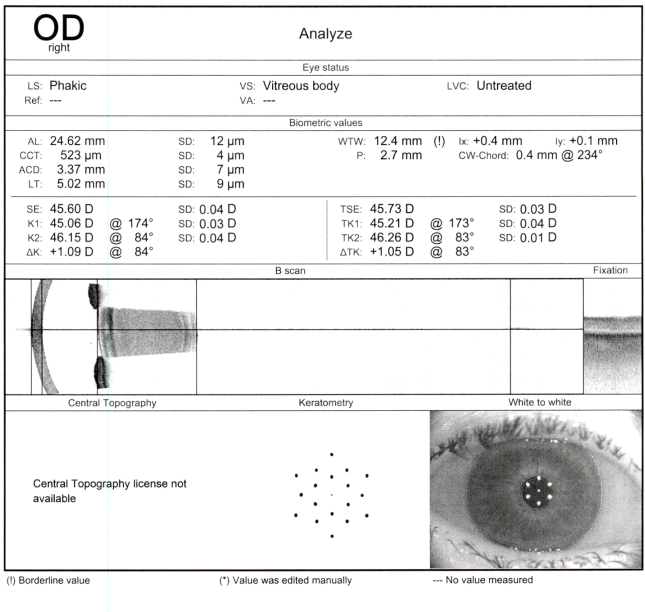 OD
right
Analyze
Eye status
LS: Phakic VS: Vitreous body LVC: Untreated
Ref: --- VA: ---
Biometric values
AL: 24.62 mm SD: 12 µm WTW: 12.4 mm (!) Ix: +0.4 mm Iy: +0.1 mm
CCT: 523 µm SD: 4 µm P: 2.7 mm CW-Chord: 0.4 mm @ 234°
ACD: 3.37 mm SD: 7 µm
LT: 5.02 mm SD: 9 µm
SE: 45.60 D SD: 0.04 D TSE: 45.73 D SD: 0.03 D
K1: 45.06 D @ 174° SD: 0.03 D TK1: 45.21 D @ 173° SD: 0.04 D
K2: 46.15 D @ 84° SD: 0.04 D TK2: 46.26 D @ 83° SD: 0.01 D
ΔK: +1.09 D @ 84° ΔTK: +1.05 D @ 83°
B scan Fixation
Central Topography Keratometry White to white
Central Topography license not
available
(!) Borderline value (*) Value was edited manually --- No value measured